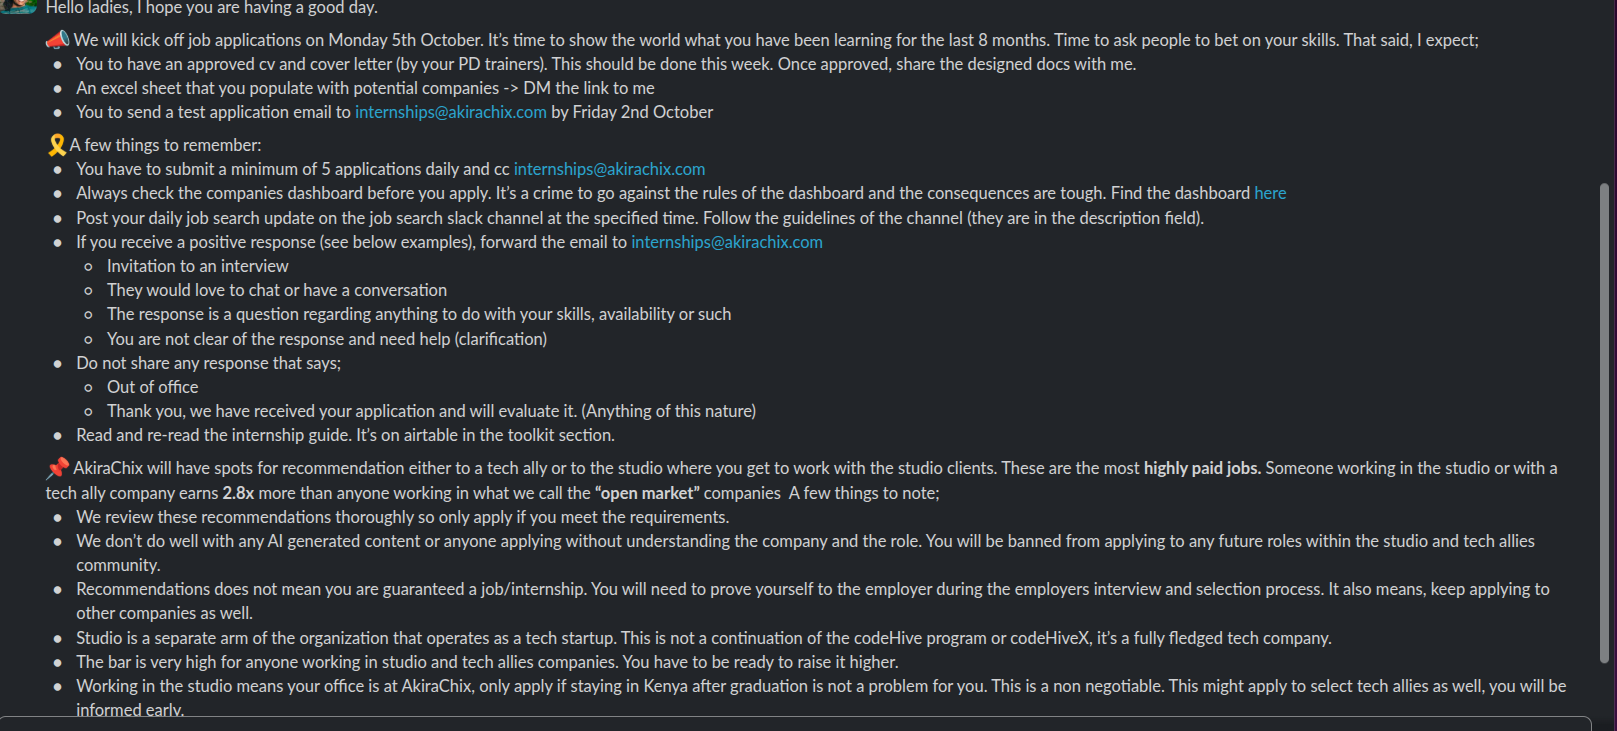 Hello ladies, I hope you are having a good day.
📣 We will kick off job applications on Monday 5th October. It's time to show the world what you have been learning for the last 8 months. Time to ask people to bet on your skills. That said, I expect;
• You to have an approved cv and cover letter (by your PD trainers). This should be done this week. Once approved, share the designed docs with me.
• An excel sheet that you populate with potential companies -> DM the link to me
• You to send a test application email to internships@akirachix.com by Friday 2nd October
🎗️ A few things to remember:
• You have to submit a minimum of 5 applications daily and cc internships@akirachix.com
• Always check the companies dashboard before you apply. It's a crime to go against the rules of the dashboard and the consequences are tough. Find the dashboard here
• Post your daily job search update on the job search slack channel at the specified time. Follow the guidelines of the channel (they are in the description field).
• If you receive a positive response (see below examples), forward the email to internships@akirachix.com
◦ Invitation to an interview
◦ They would love to chat or have a conversation
◦ The response is a question regarding anything to do with your skills, availability or such
◦ You are not clear of the response and need help (clarification)
• Do not share any response that says;
◦ Out of office
◦ Thank you, we have received your application and will evaluate it. (Anything of this nature)
• Read and re-read the internship guide. It's on airtable in the toolkit section.
📌 AkiraChix will have spots for recommendation either to a tech ally or to the studio where you get to work with the studio clients. These are the most highly paid jobs. Someone working in the studio or with a
tech ally company earns 2.8x more than anyone working in what we call the “open market” companies  A few things to note;
• We review these recommendations thoroughly so only apply if you meet the requirements.
• We don't do well with any AI generated content or anyone applying without understanding the company and the role. You will be banned from applying to any future roles within the studio and tech allies
community.
• Recommendations does not mean you are guaranteed a job/internship. You will need to prove yourself to the employer during the employers interview and selection process. It also means, keep applying to
other companies as well.
• Studio is a separate arm of the organization that operates as a tech startup. This is not a continuation of the codeHive program or codeHiveX, it's a fully fledged tech company.
• The bar is very high for anyone working in studio and tech allies companies. You have to be ready to raise it higher.
• Working in the studio means your office is at AkiraChix, only apply if staying in Kenya after graduation is not a problem for you. This is a non negotiable. This might apply to select tech allies as well, you will be
informed early.